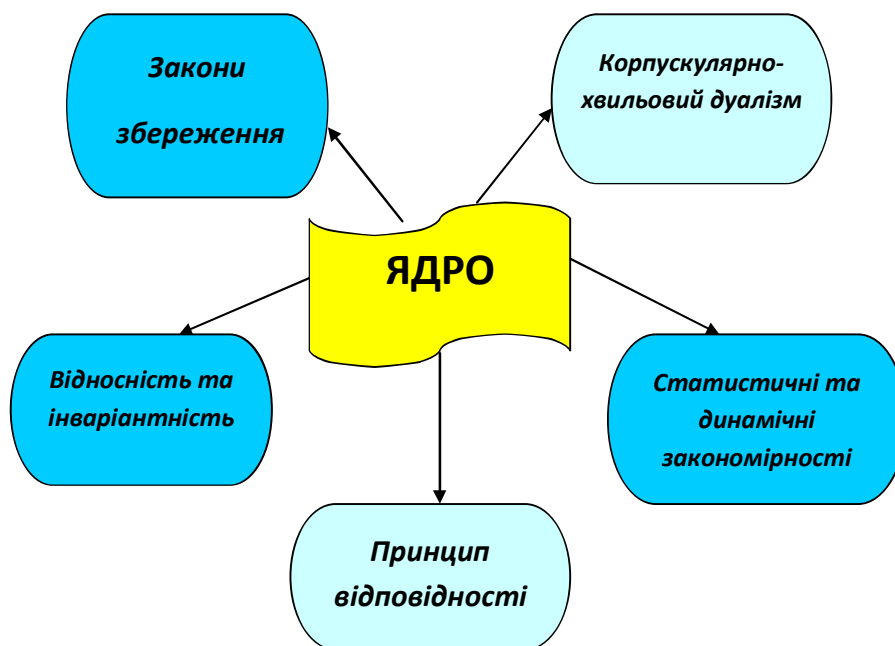 Закони
збереження
Корпускулярно-
хвильовий дуалізм
ЯДРО
Відносність та
інваріантність
Статистичні та
динамічні
закономірності
Принцип
відповідності